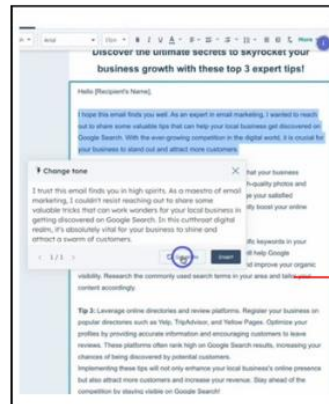 Arial
More
Discover the ultimate secrets to skyrocket your
business growth with these top 3 expert tips!
Hello [Recipient's Name],
I hope this email finds you well. As an expert in email marketing, I wanted to reach
out to share some valuable tips that can help your local business get discovered on
Google Search. With the ever-growing competition in the digital world, it is crucial for
your business to stand out and attract more customers.
Change tone
I trust this email finds you in high spirits. As a maestro of email
marketing, I couldn't resist reaching out to share some
valuable tricks that can work wonders for your local business in
getting discovered on Google Search. In this cutthroat digital
realm, it's absolutely vital for your business to shine and
attract a swarm of customers.
1 / 1
Insert
hat your business
h-quality photos and
ge your satisfied
tly boost your online
ific keywords in your
ill help Google
nd improve your organic
visibility. Research the commonly used search terms in your area and tailor your
content accordingly.
Tip 3: Leverage online directories and review platforms. Register your business on
popular directories such as Yelp, TripAdvisor, and Yellow Pages. Optimize your
profiles by providing accurate information and encouraging customers to leave
reviews. These platforms often rank high on Google Search results, increasing your
chances of being discovered by potential customers.
Implementing these tips will not only enhance your local business's online presence
but also attract more customers and increase your revenue. Stay ahead of the
competition by staying visible on Google Search!